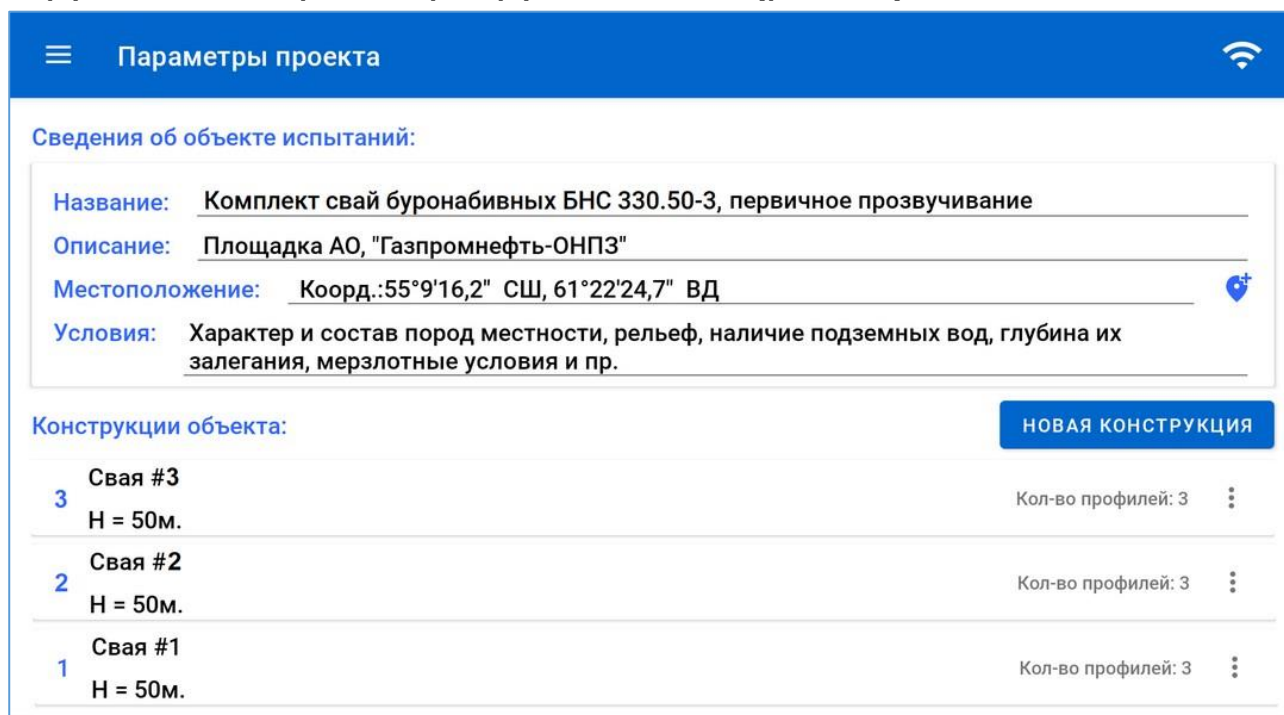 Параметры проекта
Сведения об объекте испытаний:
Название: Комплект свай буронабивных БНС 330.50-3, первичное прозвучивание
Описание: Площадка АО, "Газпромнефть-ОНПЗ"
Местоположение: Коорд.:55°9'16,2" СШ, 61°22'24,7" ВД
Условия: Характер и состав пород местности, рельеф, наличие подземных вод, глубина их
залегания, мерзлотные условия и пр.
Конструкции объекта:
НОВАЯ КОНСТРУКЦИЯ
3
Свая #3
Н = 50м.
Кол-во профилей: 3
2
Свая #2
Н = 50м.
Кол-во профилей: 3
1
Свая #1
Н = 50м.
Кол-во профилей: 3